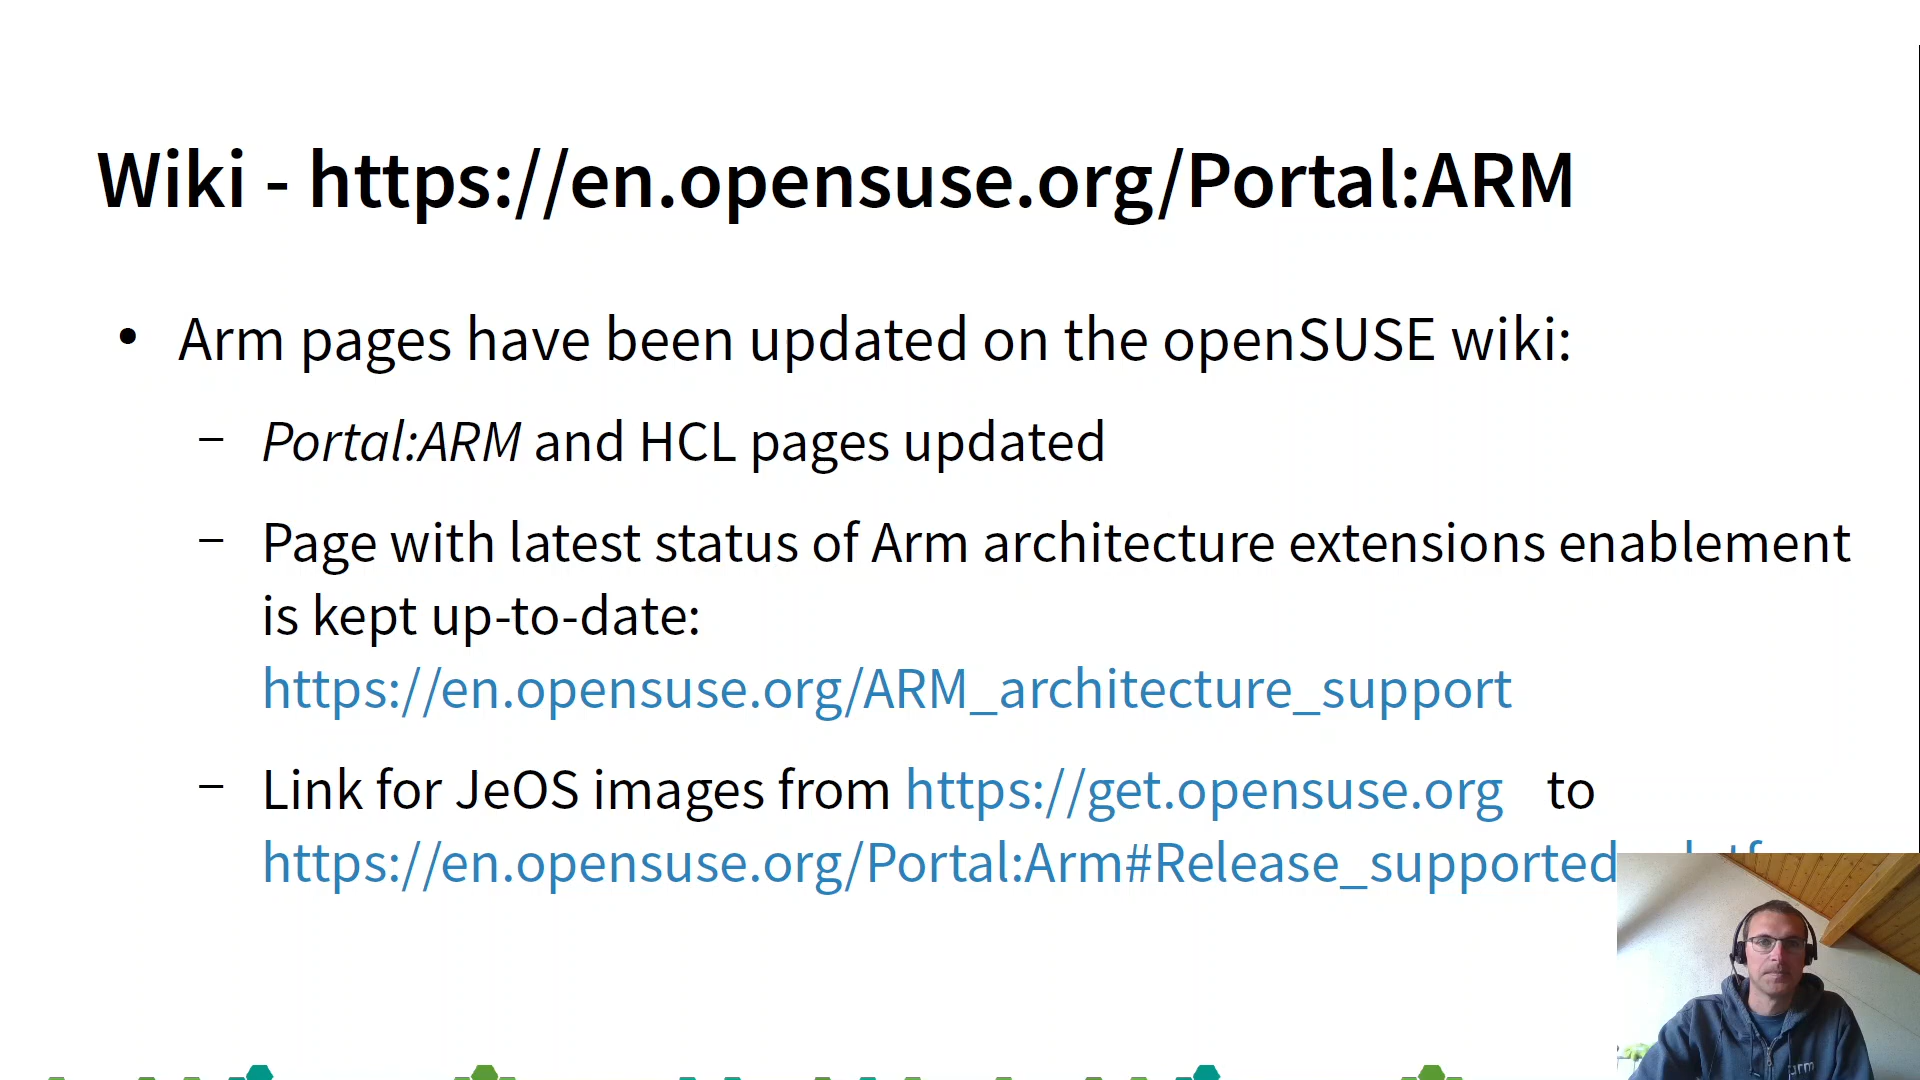 Wiki - https://en.opensuse.org/Portal:ARM
• Arm pages have been updated on the openSUSE wiki:
– Portal:ARM and HCL pages updated
– Page with latest status of Arm architecture extensions enablement
is kept up-to-date:
https://en.opensuse.org/ARM_architecture_support
– Link for JeOS images from https://get.opensuse.org to
https://en.opensuse.org/Portal:Arm#Release_supported
arm